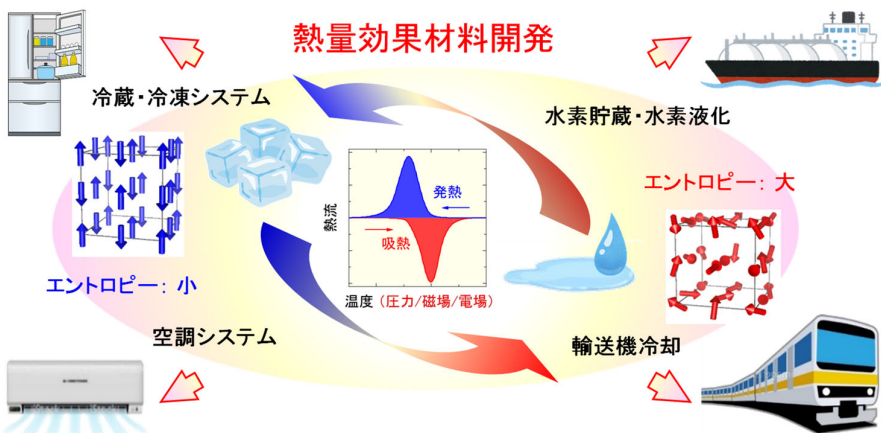 熱量効果材料開発
冷蔵・冷凍システム
水素貯蔵・水素液化
エントロピー： 大
発熱
熱流
吸熱
エントロピー： 小
温度（圧力/磁場/電場）
空調システム
輸送機冷却